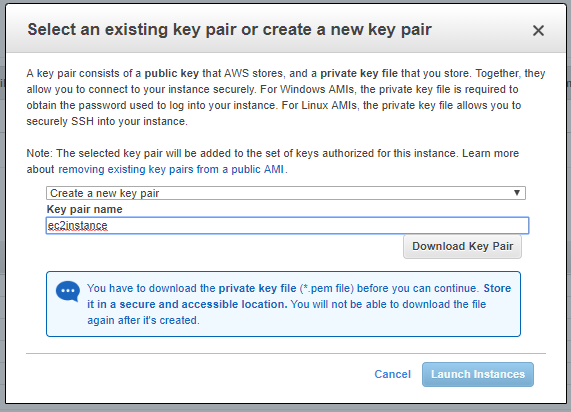 Select an existing key pair or create a new key pair
A key pair consists of a public key that AWS stores, and a private key file that you store. Together, they
allow you to connect to your instance securely. For Windows AMIs, the private key file is required to
obtain the password used to log into your instance. For Linux AMIs, the private key file allows you to
securely SSH into your instance.
Note: The selected key pair will be added to the set of keys authorized for this instance. Learn more
about removing existing key pairs from a public AMI.
Create a new key pair
Key pair name
ec2instance
Download Key Pair
You have to download the private key file (*.pem file) before you can continue. Store
it in a secure and accessible location. You will not be able to download the file
again after it's created.
Cancel
Launch Instances